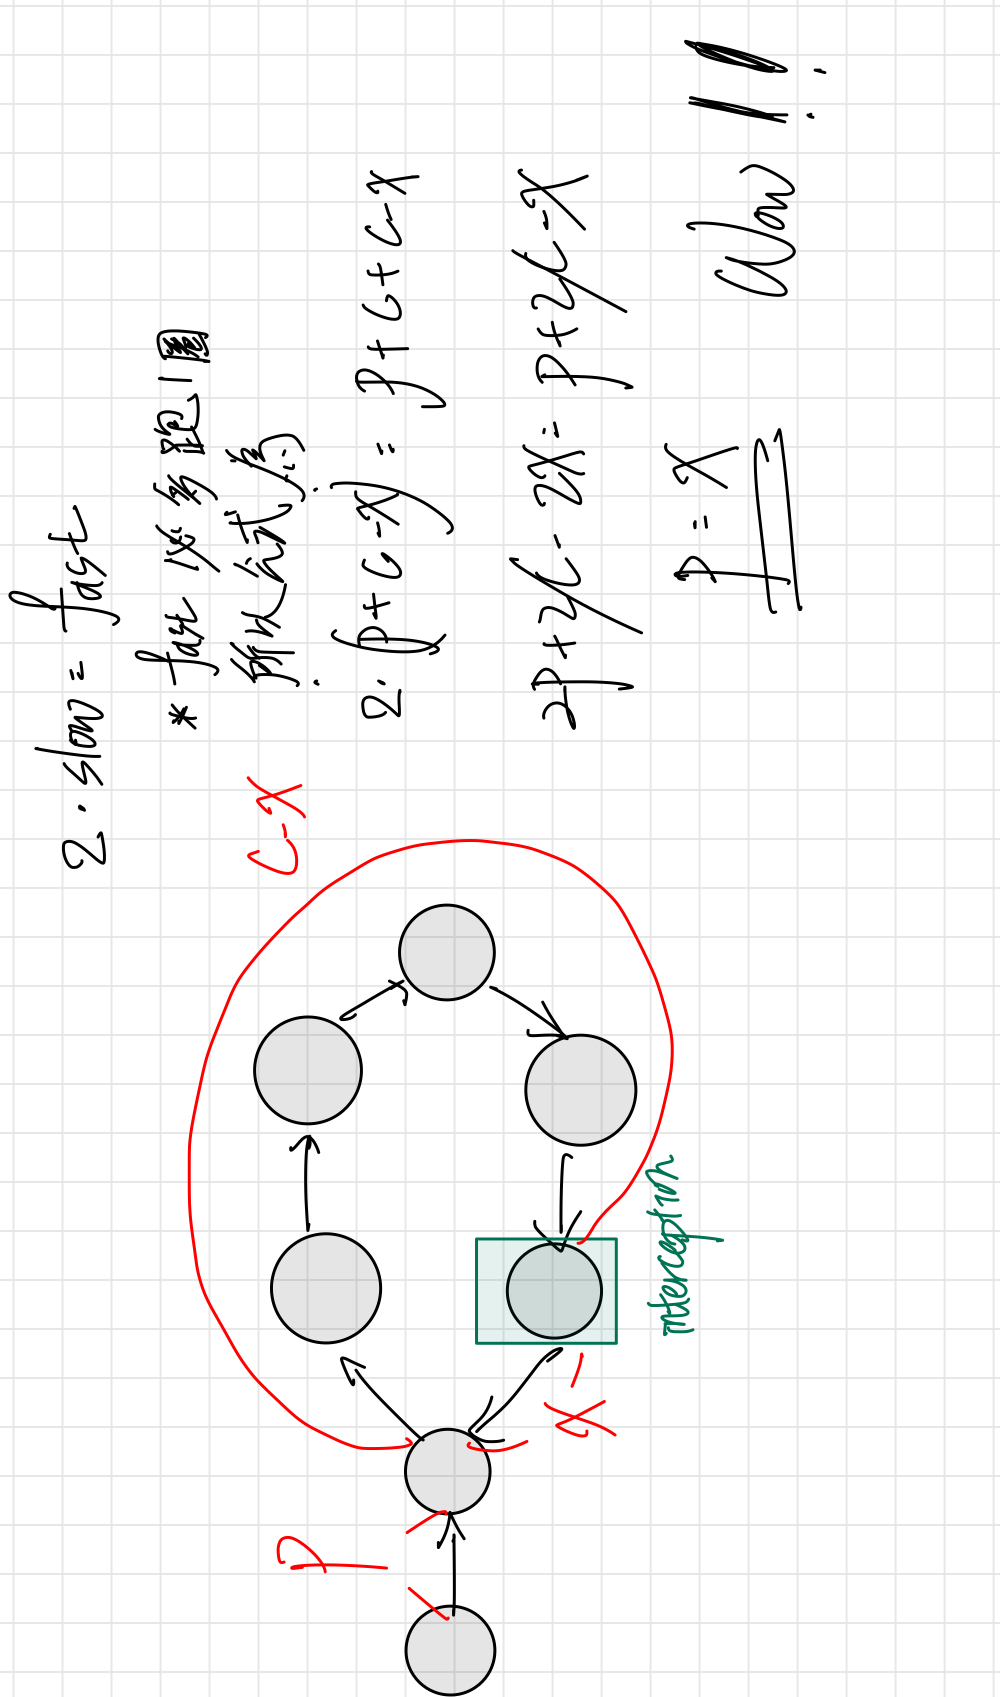 2 · slow = fast
* fast 必多跑1圈
所以公式為
P
C-X
2 · (P + C - X) = P + C + C - X
2P + 2C - 2X = P + 2C - X
X
interception
P = X
Wow !!